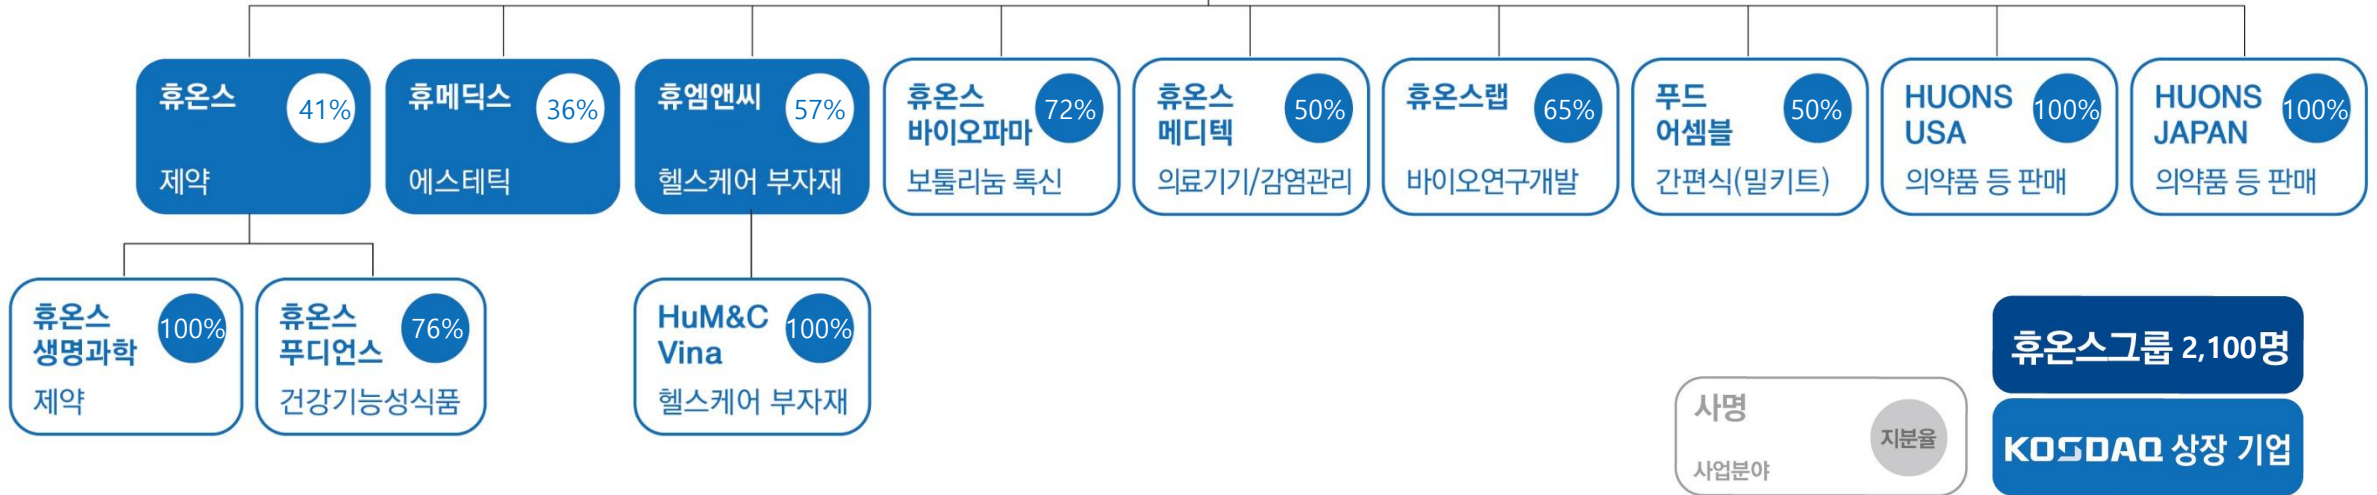 휴온스
41%
제약
휴메딕스
36%
에스테틱
휴엠앤씨
57%
헬스케어 부자재
휴온스
바이오파마
72%
보툴리눔 톡신
휴온스
메디텍
50%
의료기기/감염관리
휴온스랩
65%
바이오연구개발
푸드
어셈블
50%
간편식(밀키트)
HUONS
USA
100%
의약품 등 판매
HUONS
JAPAN
100%
의약품 등 판매
휴온스
생명과학
100%
제약
휴온스
푸디언스
76%
건강기능성식품
HuM&C
Vina
100%
헬스케어 부자재
사명
지분율
사업분야
휴온스그룹 2,100명
KOSDAQ 상장 기업